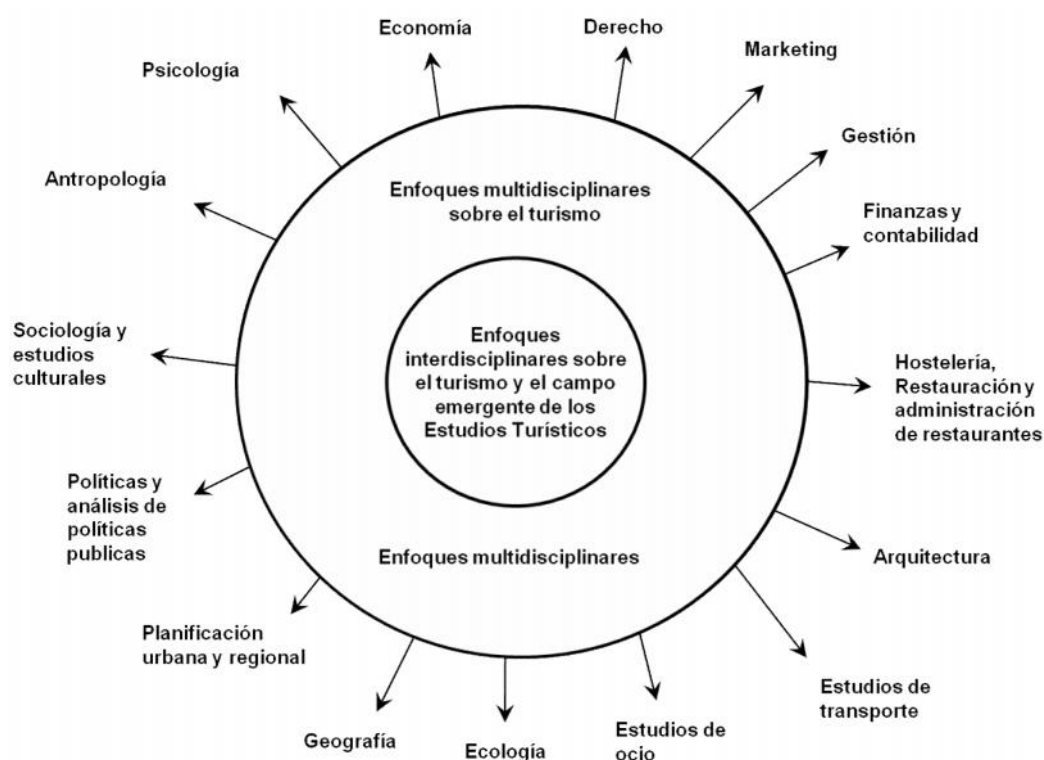 Economía
Derecho
Marketing
Psicología
Gestión
Antropología
Enfoques multidisciplinares
sobre el turismo
Finanzas y
contabilidad
Sociología y
estudios
culturales
Enfoques
interdisciplinares sobre
el turismo y el campo
emergente de los
Estudios Turísticos
Hostelería,
Restauración y
administración
de restaurantes
Políticas y
análisis de
políticas
publicas
Enfoques multidisciplinares
Arquitectura
Planificación
urbana y regional
Estudios de
transporte
Geografía
Ecología
Estudios de
ocio